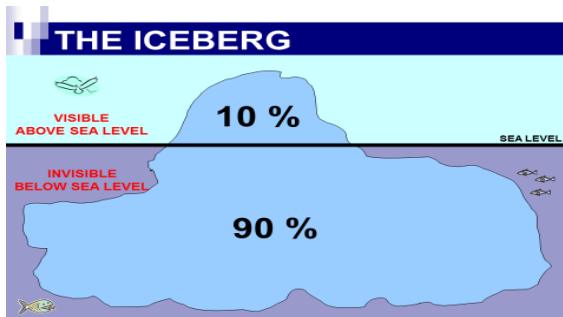 THE ICEBERG
VISIBLE
ABOVE SEA LEVEL
10 %
SEA LEVEL
INVISIBLE
BELOW SEA LEVEL
90 %